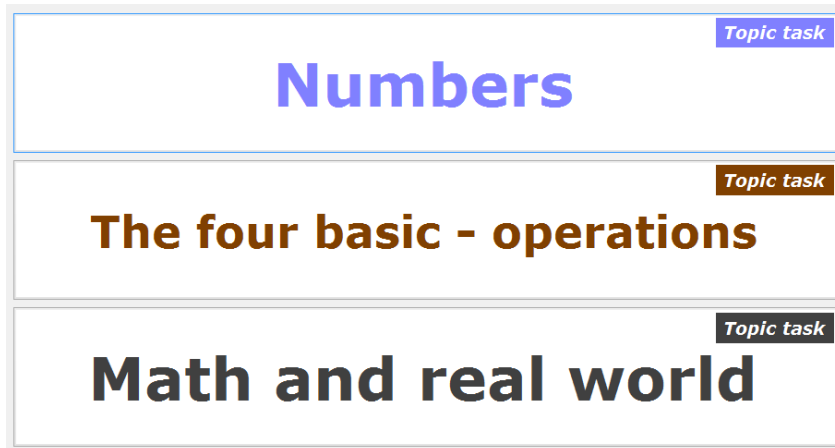 Topic task
Numbers
Topic task
The four basic - operations
Topic task
Math and real world